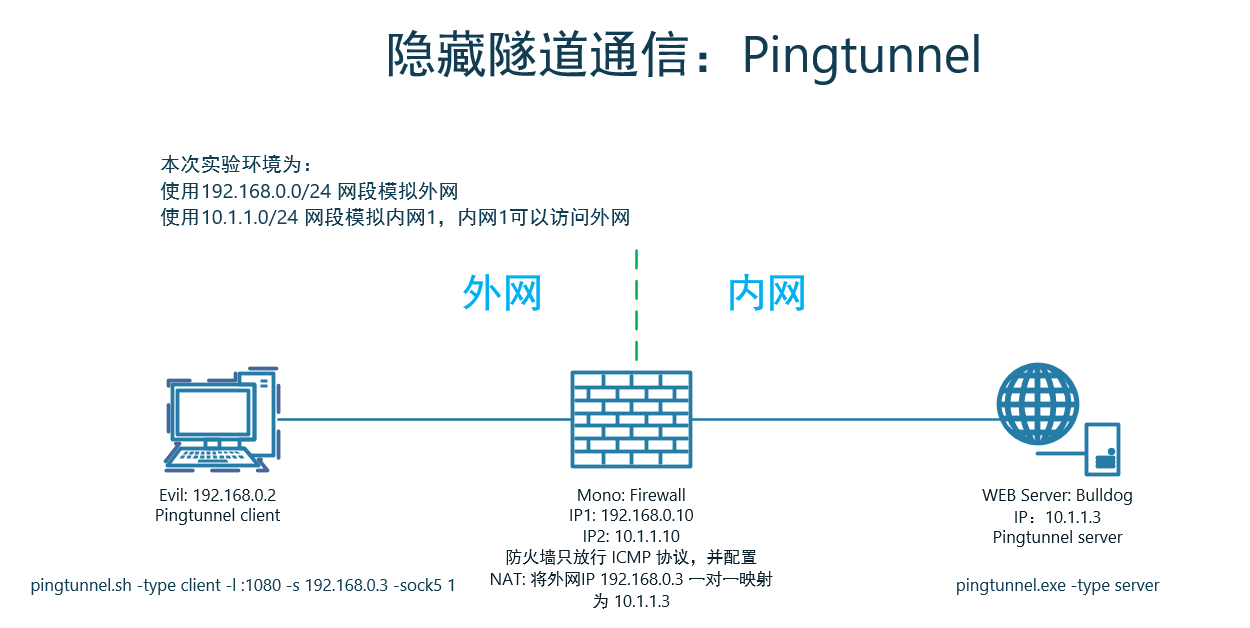 隐藏隧道通信：Pingtunnel
本次实验环境为：
使用192.168.0.0/24 网段模拟外网
使用10.1.1.0/24 网段模拟内网1，内网1可以访问外网
外网
内网
Evil: 192.168.0.2
Pingtunnel client
Mono: Firewall
IP1: 192.168.0.10
IP2: 10.1.1.10
防火墙只放行 ICMP 协议，并配置
NAT: 将外网IP 192.168.0.3 一对一映射
为 10.1.1.3
WEB Server: Bulldog
IP：10.1.1.3
Pingtunnel server
pingtunnel.sh -type client -l :1080 -s 192.168.0.3 -sock5 1
pingtunnel.exe -type server